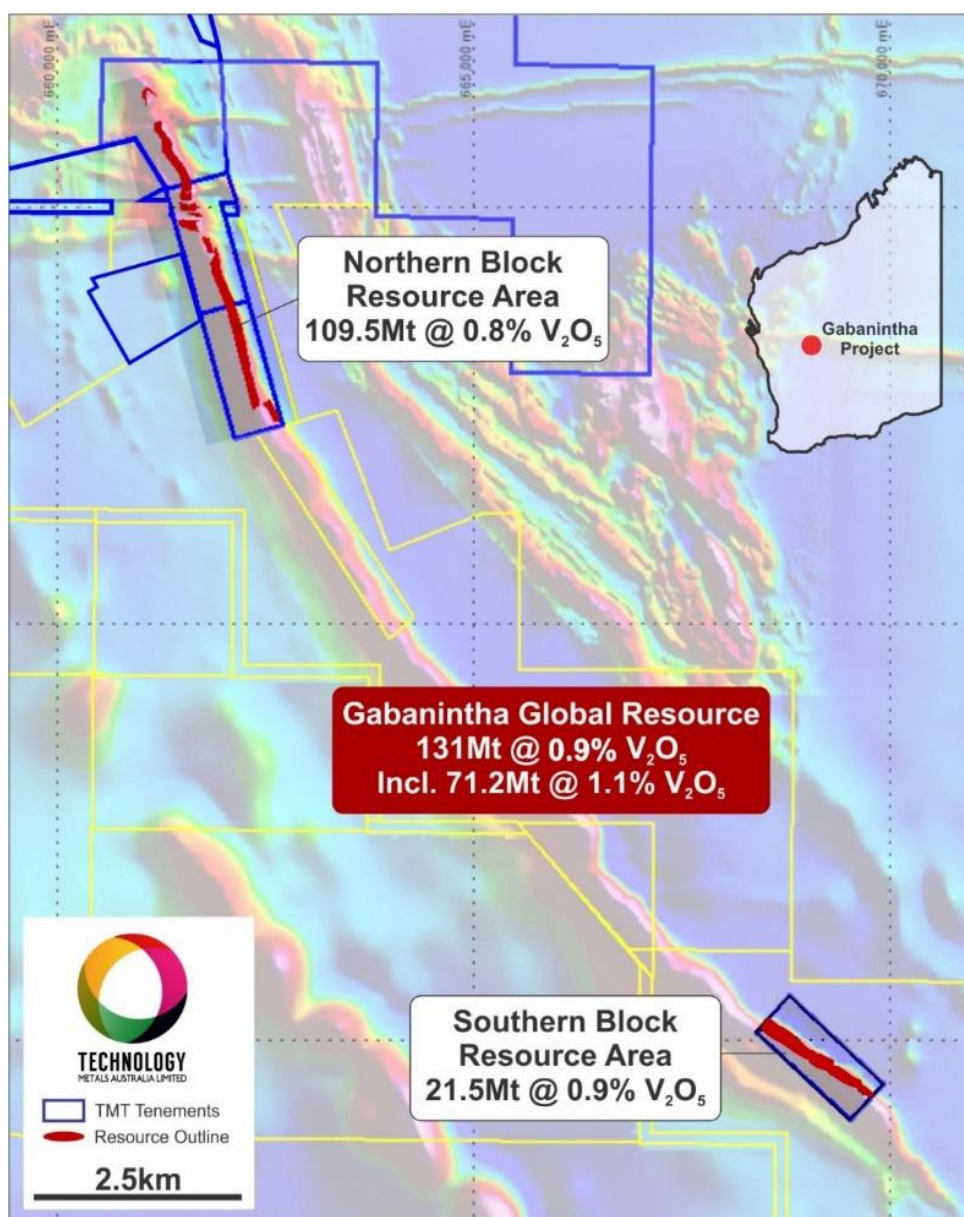 660,000 mE
665,000 mE
670,000 mE
Northern Block
Resource Area
109.5Mt @ 0.8% V₂O₅
Gabanintha
Project
Gabanintha Global Resource
131Mt @ 0.9% V₂O₅
Incl. 71.2Mt @ 1.1% V₂O₅
Southern Block
Resource Area
21.5Mt @ 0.9% V₂O₅
TECHNOLOGY
METALS AUSTRALIA LIMITED
TMT Tenements
Resource Outline
2.5km